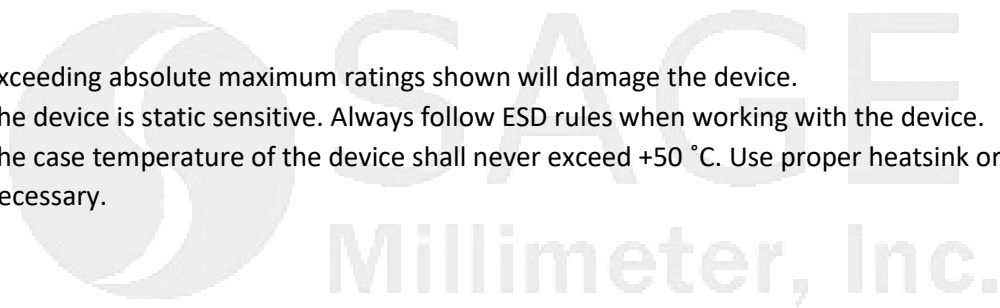 xceeding absolute maximum ratings shown will damage the device.
he device is static sensitive. Always follow ESD rules when working with the device.
he case temperature of the device shall never exceed +50 ˚C. Use proper heatsink or
ecessary.
SAGE
Millimeter, Inc.